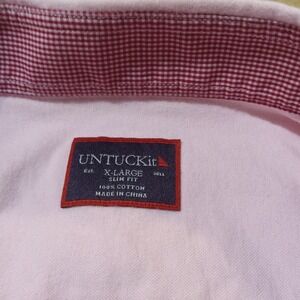 UNTUCKit
Est. X-LARGE 2011
SLIM FIT
100% COTTON
MADE IN CHINA